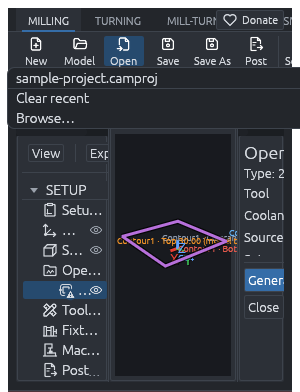 MILLING TURNING MILL-TURN Donate
New Model Open Save Save As Post
sample-project.camproj
Clear recent
Browse...
View Exp
SETUP
Setu...
...
S...
Ope...
...
Tool...
Fixt...
Mac...
Post...
Contour1
Oper
Type: 2
Tool
Coolan
Source
Genera
Close